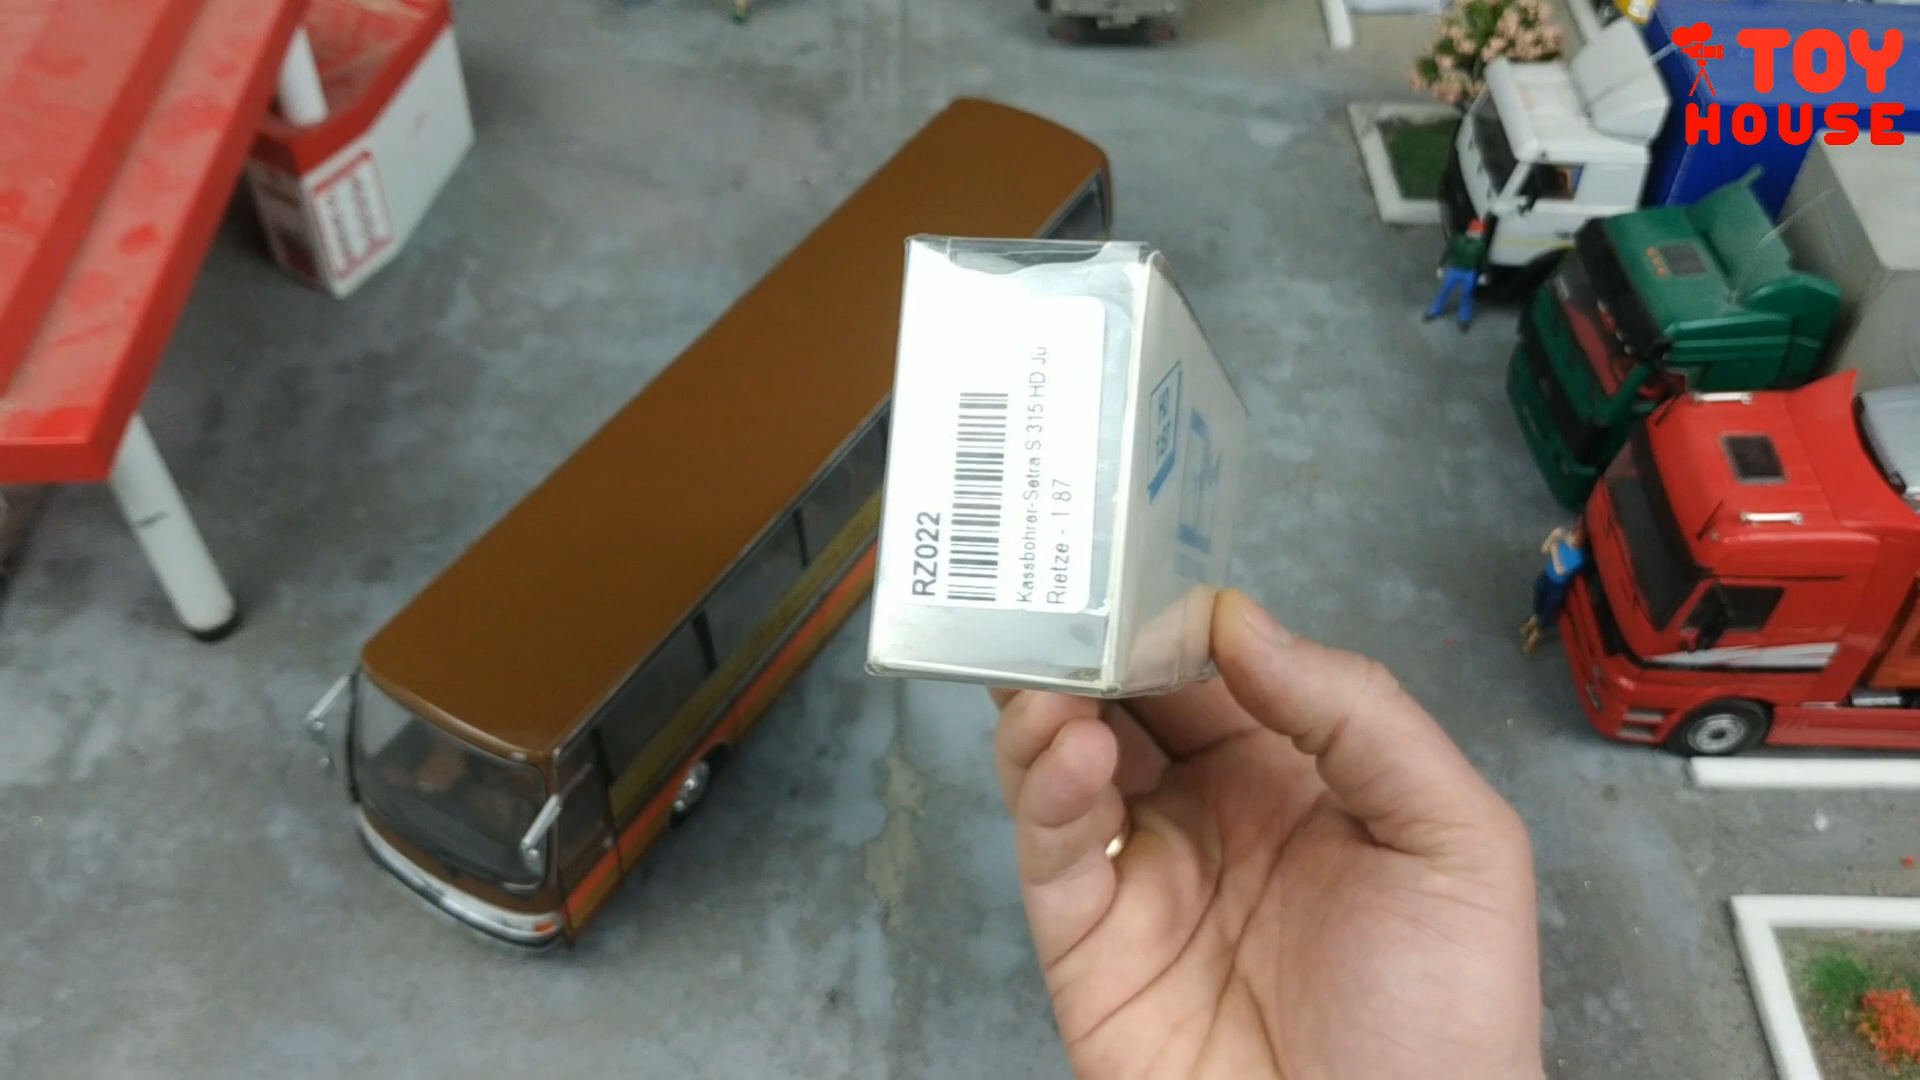 TOY
HOUSE
RZ022
Kassbohrer-Setra S 315 HD Ju
Rietze - 1 87